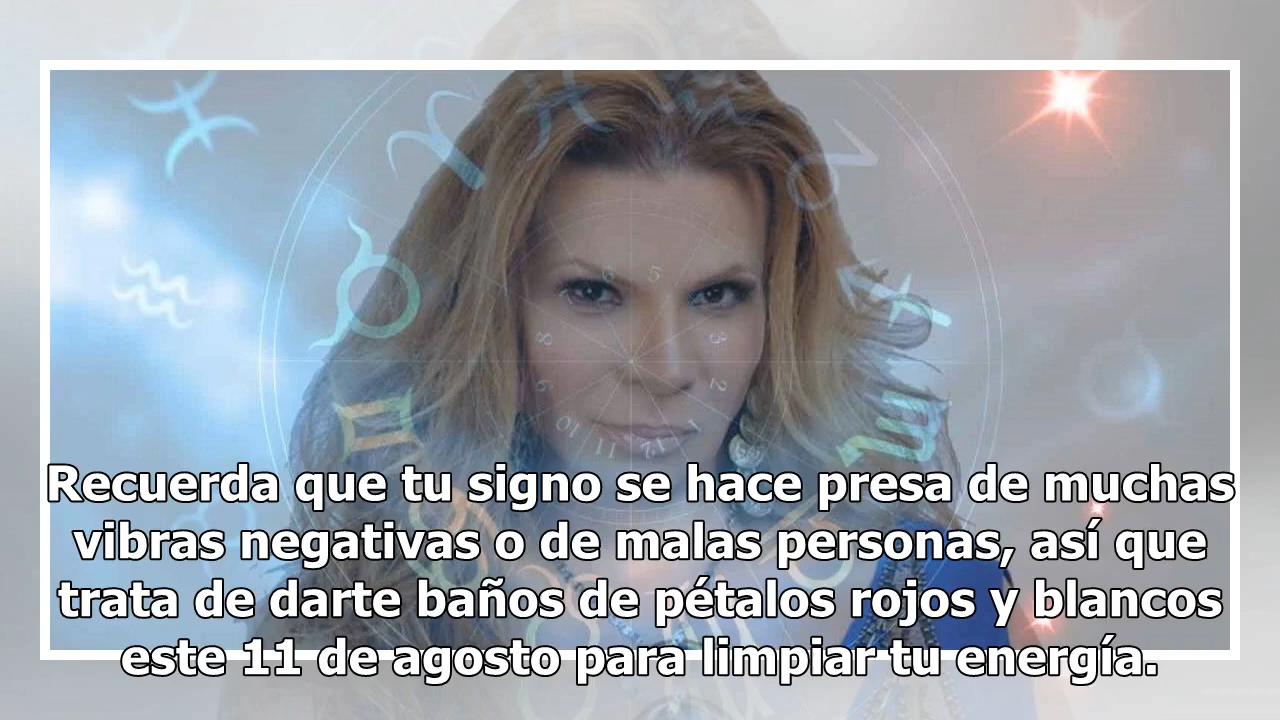 Recuerda que tu signo se hace presa de muchas
vibras negativas o de malas personas, así que
trata de darte baños de pétalos rojos y blancos
este 11 de agosto para limpiar tu energía.